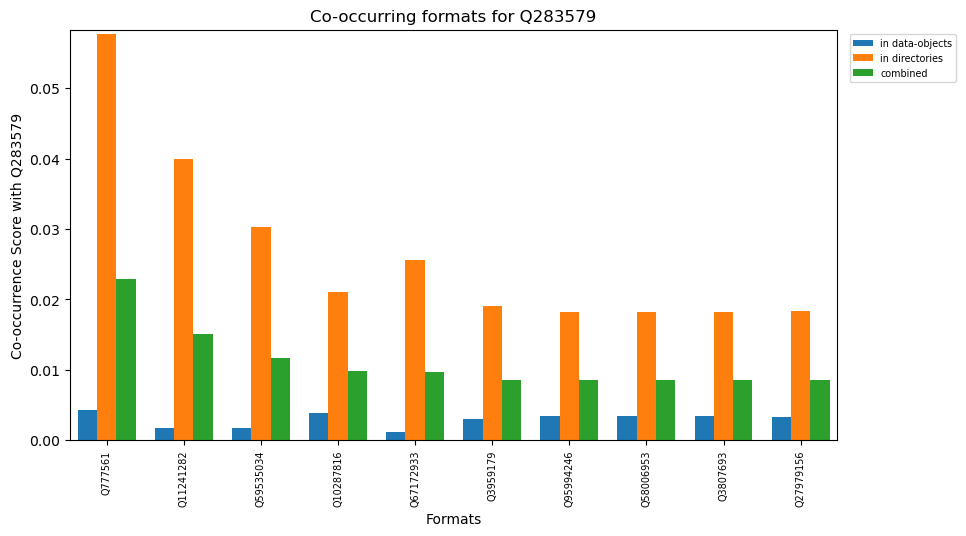 Co-occurring formats for Q283579
in data-objects
in directories
combined
Co-occurrence Score with Q283579
0.05
0.04
0.03
0.02
0.01
0.00
Q777561
Q11241282
Q59535034
Q10287816
Q67172933
Q3959179
Q95994246
Q58006953
Q3807693
Q27979156
Formats